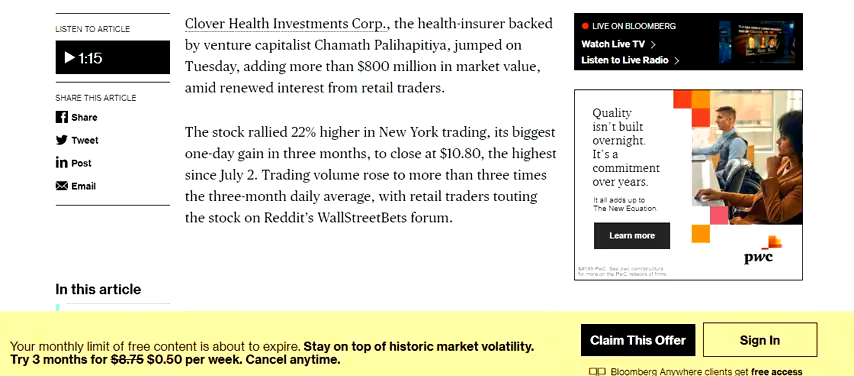 LISTEN TO ARTICLE
1:15
SHARE THIS ARTICLE
Share
Tweet
in Post
Email
In this article
Clover Health Investments Corp., the health-insurer backed
by venture capitalist Chamath Palihapitiya, jumped on
Tuesday, adding more than $800 million in market value,
amid renewed interest from retail traders.
The stock rallied 22% higher in New York trading, its biggest
one-day gain in three months, to close at $10.80, the highest
since July 2. Trading volume rose to more than three times
the three-month daily average, with retail traders touting
the stock on Reddit's WallStreetBets forum.
LIVE ON BLOOMBERG
Watch Live TV
Listen to Live Radio
Quality
isn't built
overnight.
It's a
commitment
over years.
It all adds up to
The New Equation.
Learn more
pwc
Your monthly limit of free content is about to expire. Stay on top of historic market volatility.
Try 3 months for $8.75 $0.50 per week. Cancel anytime.
Claim This Offer
Sign In
Bloomberg Anywhere clients get free access